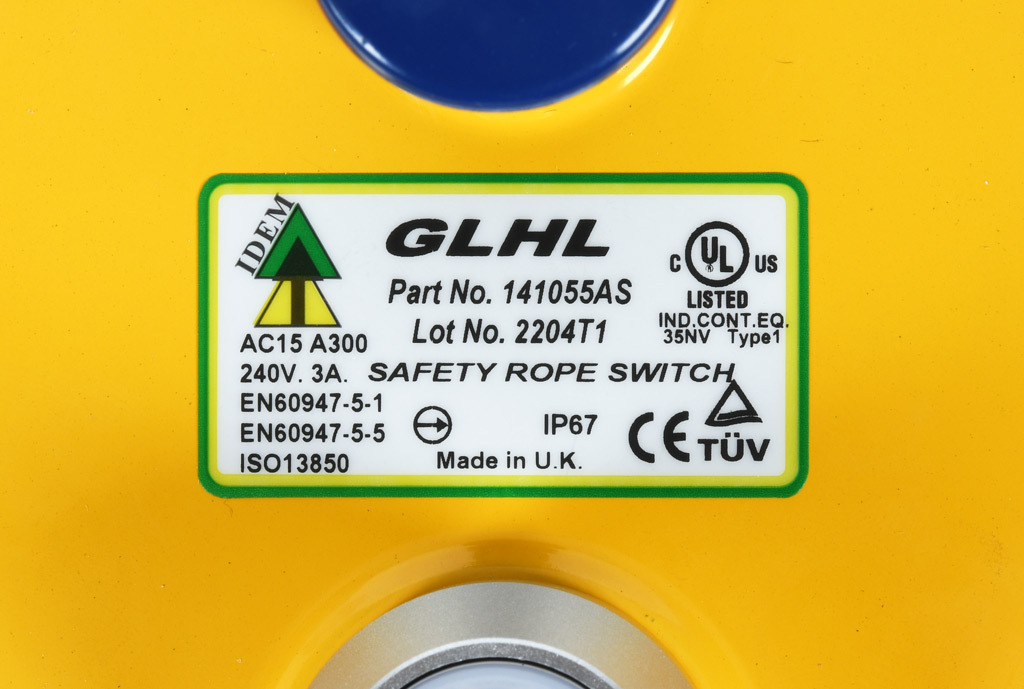 IDEM
GLHL
Part No. 141055AS
Lot No. 2204T1
C UL US
LISTED
IND.CONT.EQ.
35NV Type1
AC15 A300
240V. 3A. SAFETY ROPE SWITCH
EN60947-5-1
EN60947-5-5
ISO13850
IP67
Made in U.K.
CE
TÜV